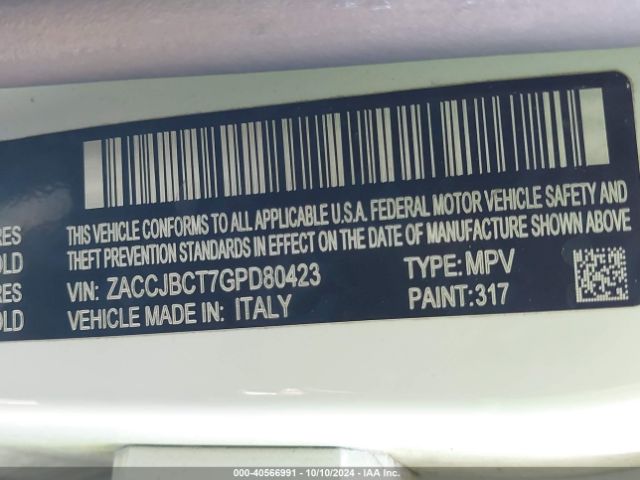 THIS VEHICLE CONFORMS TO ALL APPLICABLE U.S.A. FEDERAL MOTOR VEHICLE SAFETY AND
THEFT PREVENTION STANDARDS IN EFFECT ON THE DATE OF MANUFACTURE SHOWN ABOVE
VIN: ZACCJBCT7GPD80423 TYPE: MPV
VEHICLE MADE IN: ITALY PAINT: 317
RES
OLD
RES
OLD
000-40566991 | 10/10/2024 - IAA Inc.